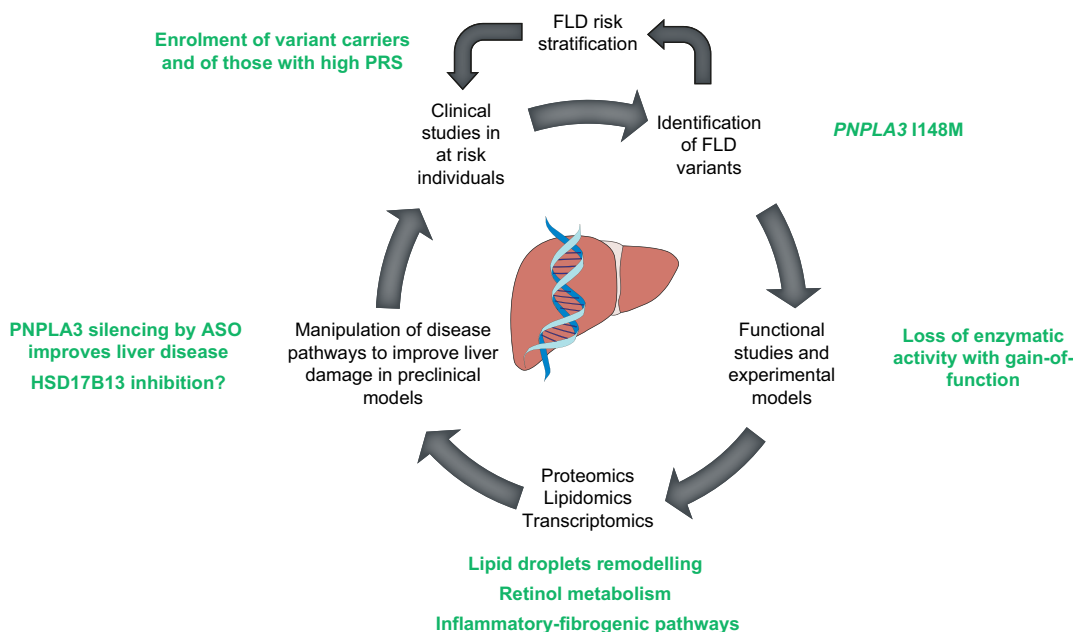 FLD risk
stratification
Enrolment of variant carriers
and of those with high PRS
Clinical
studies in
at risk
individuals
Identification
of FLD
variants
PNPLA3 I148M
Functional
studies and
experimental
models
Loss of enzymatic
activity with gain-of-
function
Proteomics
Lipidomics
Transcriptomics
Lipid droplets remodelling
Retinol metabolism
Inflammatory-fibrogenic pathways
Manipulation of disease
pathways to improve liver
damage in preclinical
models
PNPLA3 silencing by ASO
improves liver disease
HSD17B13 inhibition?